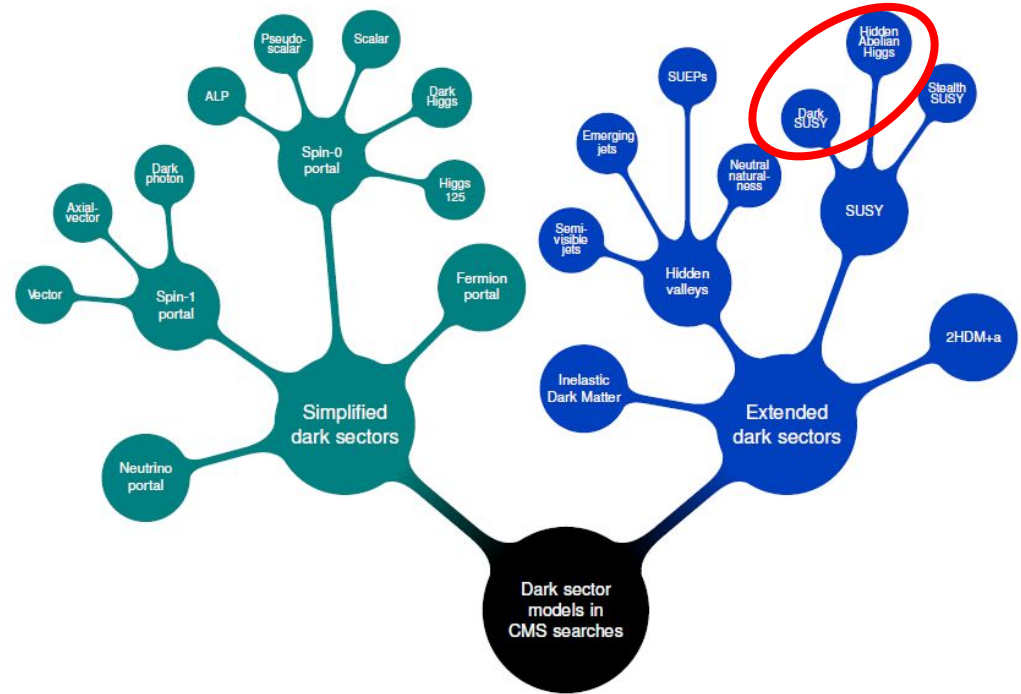 Pseudo-
scalar
Scalar
ALP
Dark
Higgs
Spin-0
portal
Higgs
125
Dark
photon
Axial-
vector
Vector
Spin-1
portal
Fermion
portal
Simplified
dark sectors
Neutrino
portal
Hidden
Abelian
Higgs
SUEPs
Stealth
SUSY
Dark
SUSY
Emerging
jets
Neutral
natural-
ness
SUSY
Semi-
visible
jets
Hidden
valleys
2HDM+a
Inelastic
Dark Matter
Extended
dark sectors
Dark sector
models in
CMS searches